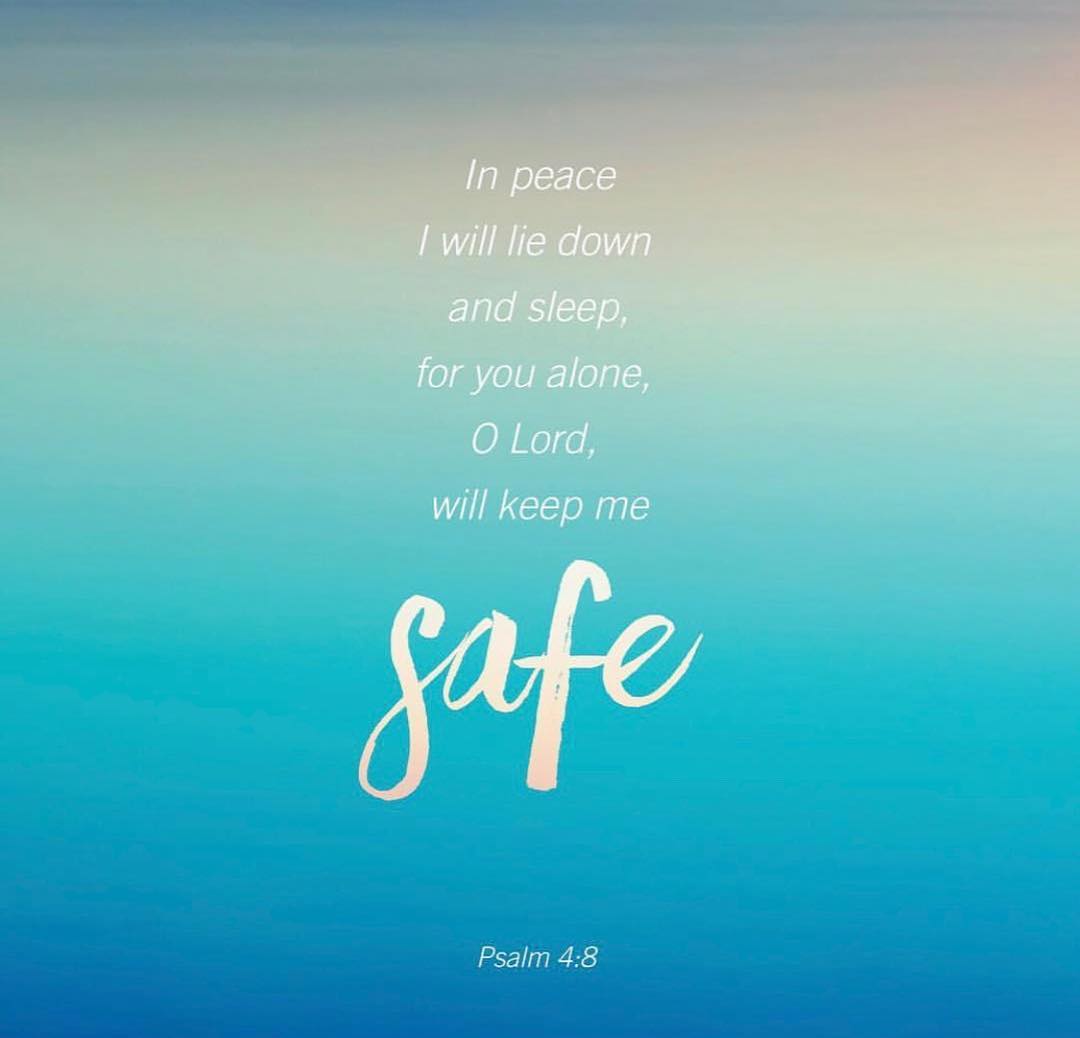 In peace
I will lie down
and sleep,
for you alone,
O Lord,
will keep me
safe
Psalm 4:8